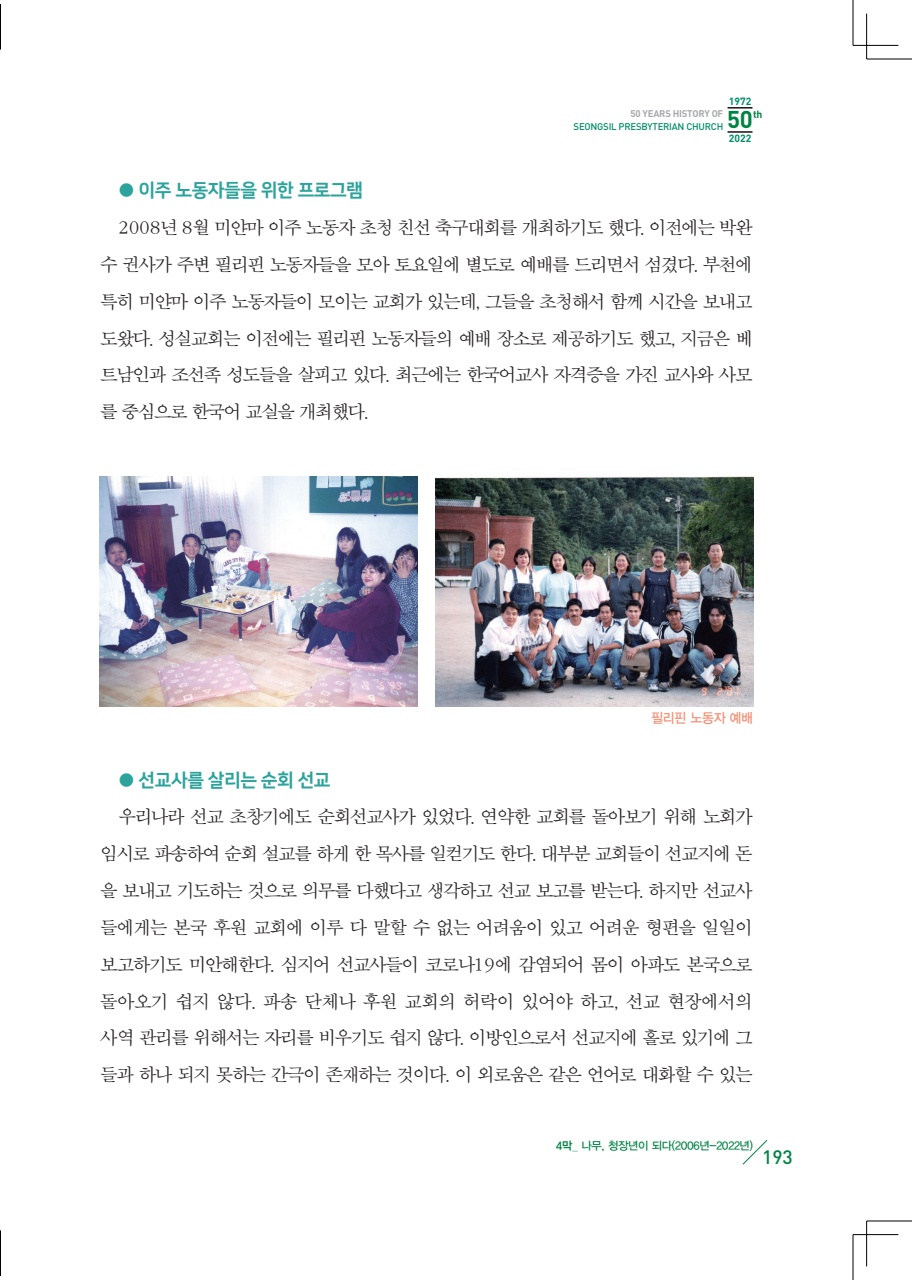 1972
50 YEARS HISTORY OF
SEONGSIL PRESBYTERIAN CHURCH
50th
2022
● 이주 노동자들을 위한 프로그램
2008년 8월 미얀마 이주 노동자 초청 친선 축구대회를 개최하기도 했다. 이전에는 박완
수 권사가 주변 필리핀 노동자들을 모아 토요일에 별도로 예배를 드리면서 섬겼다. 부천에
특히 미얀마 이주 노동자들이 모이는 교회가 있는데, 그들을 초청해서 함께 시간을 보내고
도왔다. 성실교회는 이전에는 필리핀 노동자들의 예배 장소로 제공하기도 했고, 지금은 베
트남인과 조선족 성도들을 살피고 있다. 최근에는 한국어교사 자격증을 가진 교사와 사모
를 중심으로 한국어 교실을 개최했다.
필리핀 노동자 예배
● 선교사를 살리는 순회 선교
우리나라 선교 초창기에도 순회선교사가 있었다. 연약한 교회를 돌아보기 위해 노회가
임시로 파송하여 순회 설교를 하게 한 목사를 일컫기도 한다. 대부분 교회들이 선교지에 돈
을 보내고 기도하는 것으로 의무를 다했다고 생각하고 선교 보고를 받는다. 하지만 선교사
들에게는 본국 후원 교회에 이루 다 말할 수 없는 어려움이 있고 어려운 형편을 일일이
보고하기도 미안해한다. 심지어 선교사들이 코로나19에 감염되어 몸이 아파도 본국으로
돌아오기 쉽지 않다. 파송 단체나 후원 교회의 허락이 있어야 하고, 선교 현장에서의
사역 관리를 위해서는 자리를 비우기도 쉽지 않다. 이방인으로서 선교지에 홀로 있기에 그
들과 하나 되지 못하는 간극이 존재하는 것이다. 이 외로움은 같은 언어로 대화할 수 있는
4막_ 나무, 청장년이 되다(2006년-2022년)
193